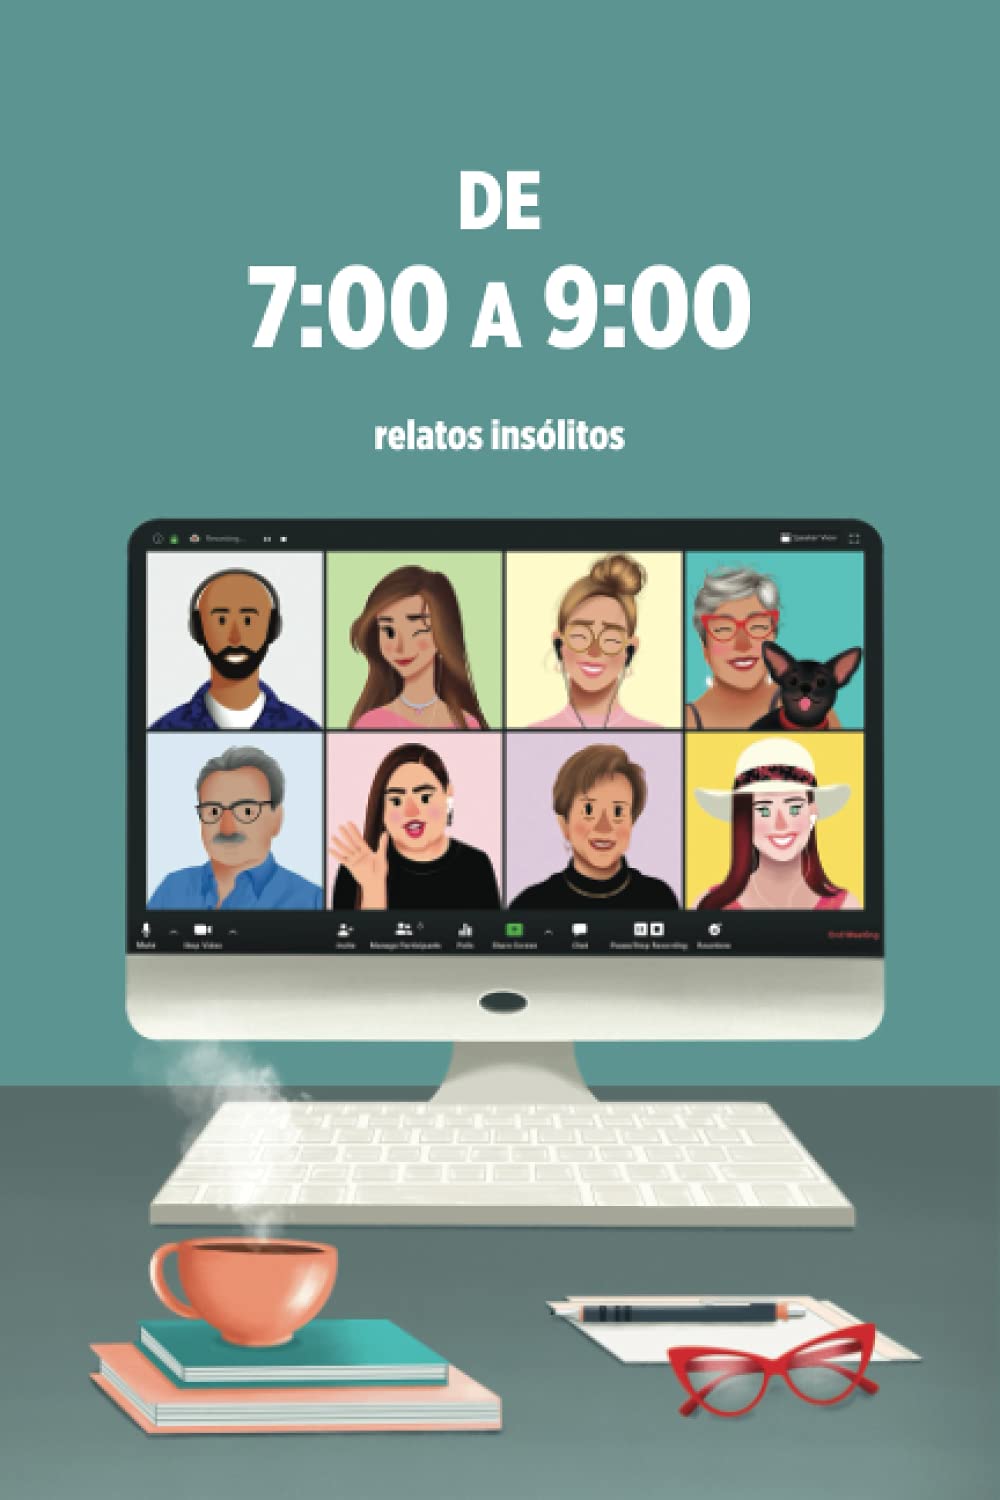 DE
7:00 A 9:00
relatos insólitos
Recording...
Speaker View
Mute
Stop Video
Invite
Manage Participants
Polls
Share Screen
Chat
Pause/Stop Recording
Reactions
End Meeting